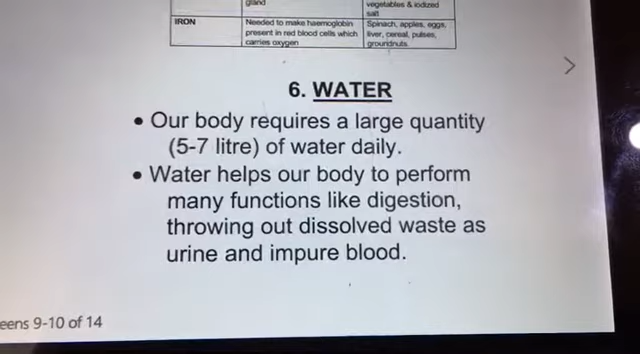 gland
vegetables & iodized
salt
IRON
Needed to make haemoglobin
present in red blood cells which
carries oxygen
Spinach, apples, eggs,
liver, cereal, pulses,
groundnuts
6. WATER
• Our body requires a large quantity
(5-7 litre) of water daily.
• Water helps our body to perform
many functions like digestion,
throwing out dissolved waste as
urine and impure blood.
eens 9-10 of 14